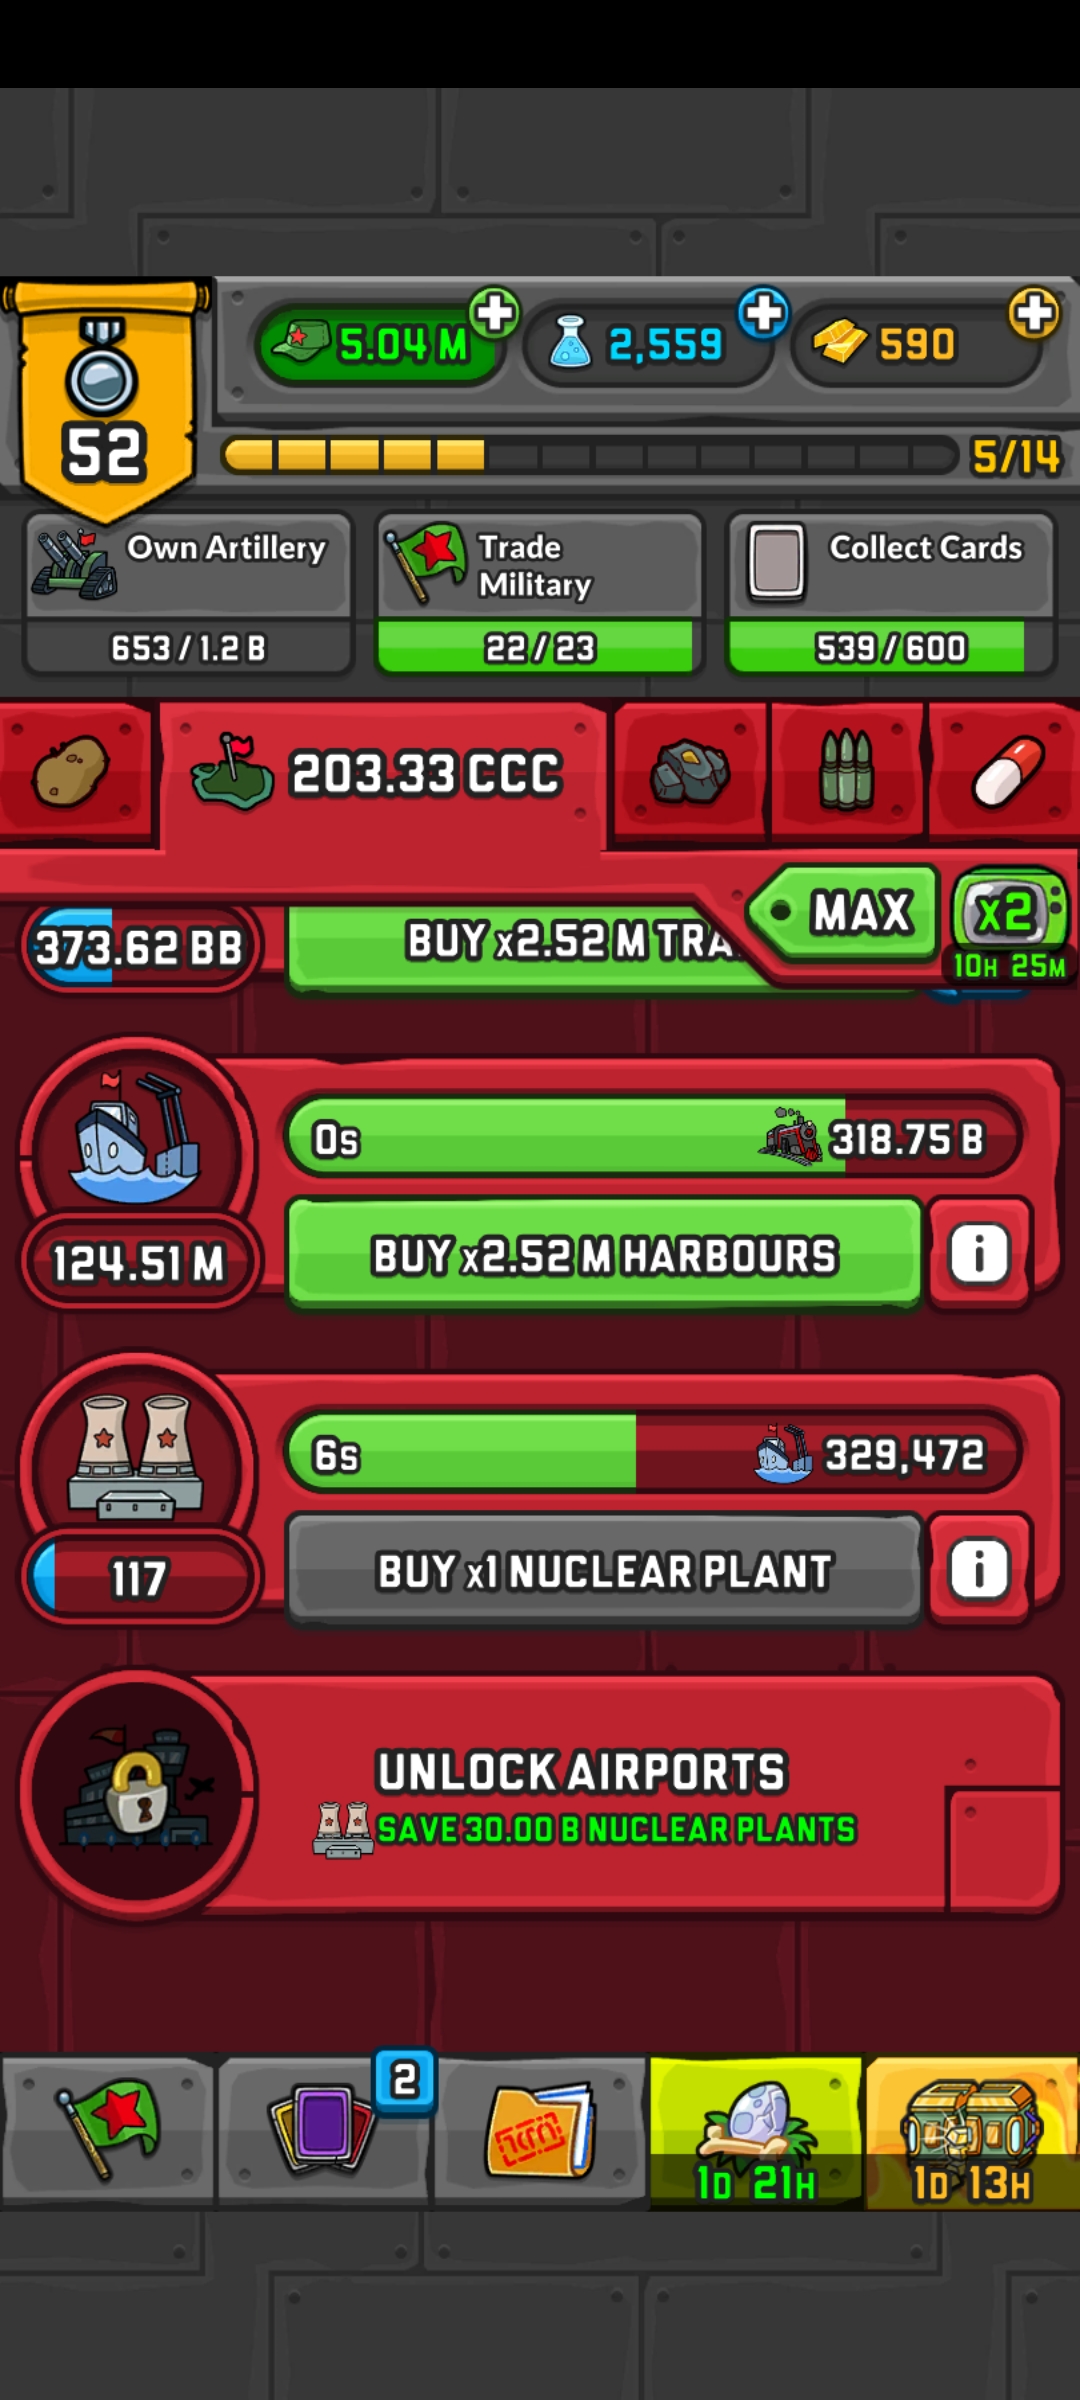 5.04 M
2,559
590
52
5/14
Own Artillery
653 / 1.2 B
Trade
Military
22 / 23
Collect Cards
539 / 600
203.33 CCC
MAX
x2
10H 25M
373.62 BB
BUY x2.52 M TRA
0s
318.75 B
124.51 M
BUY x2.52 M HARBOURS
i
6s
329,472
117
BUY x1 NUCLEAR PLANT
i
UNLOCK AIRPORTS
SAVE 30.00 B NUCLEAR PLANTS
2
1D 21H
1D 13H